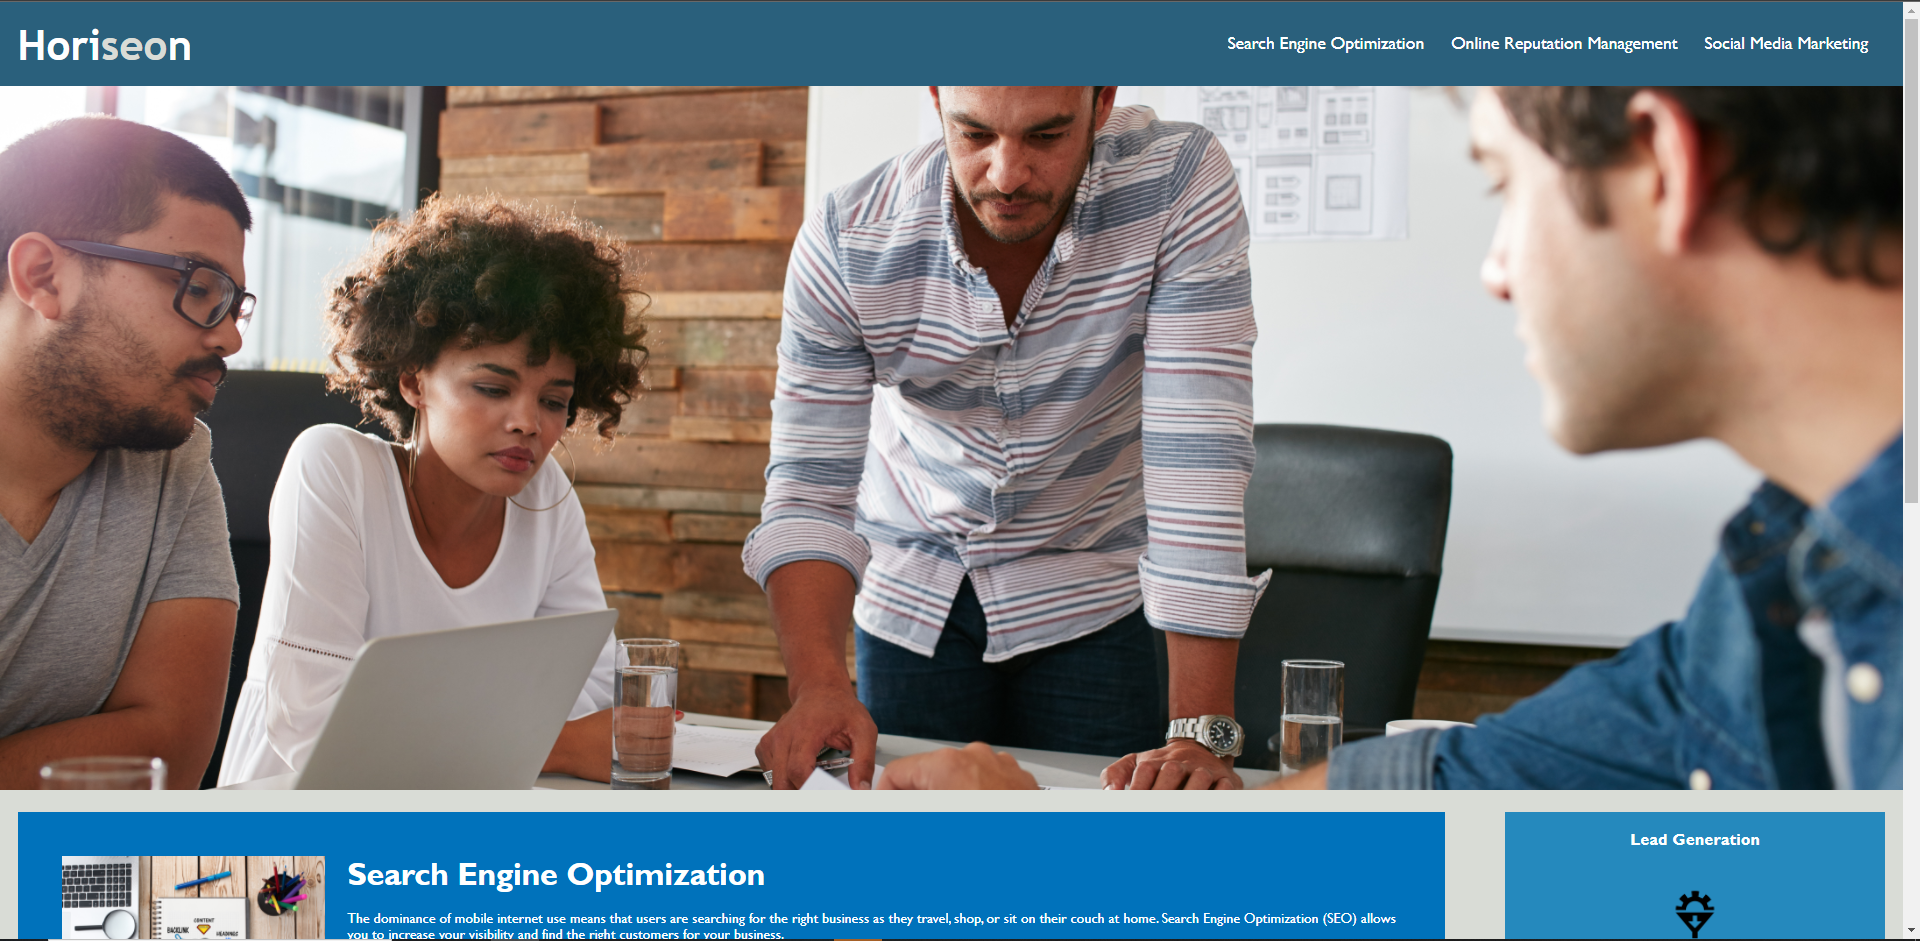 Horiseon
Search Engine Optimization
Online Reputation Management
Social Media Marketing
Search Engine Optimization
The dominance of mobile internet use means that users are searching for the right business as they travel, shop, or sit on their couch at home. Search Engine Optimization (SEO) allows
you to increase your visibility and find the right customers for your business.
CONTENT
BACKLINK
HEADINGS
Lead Generation